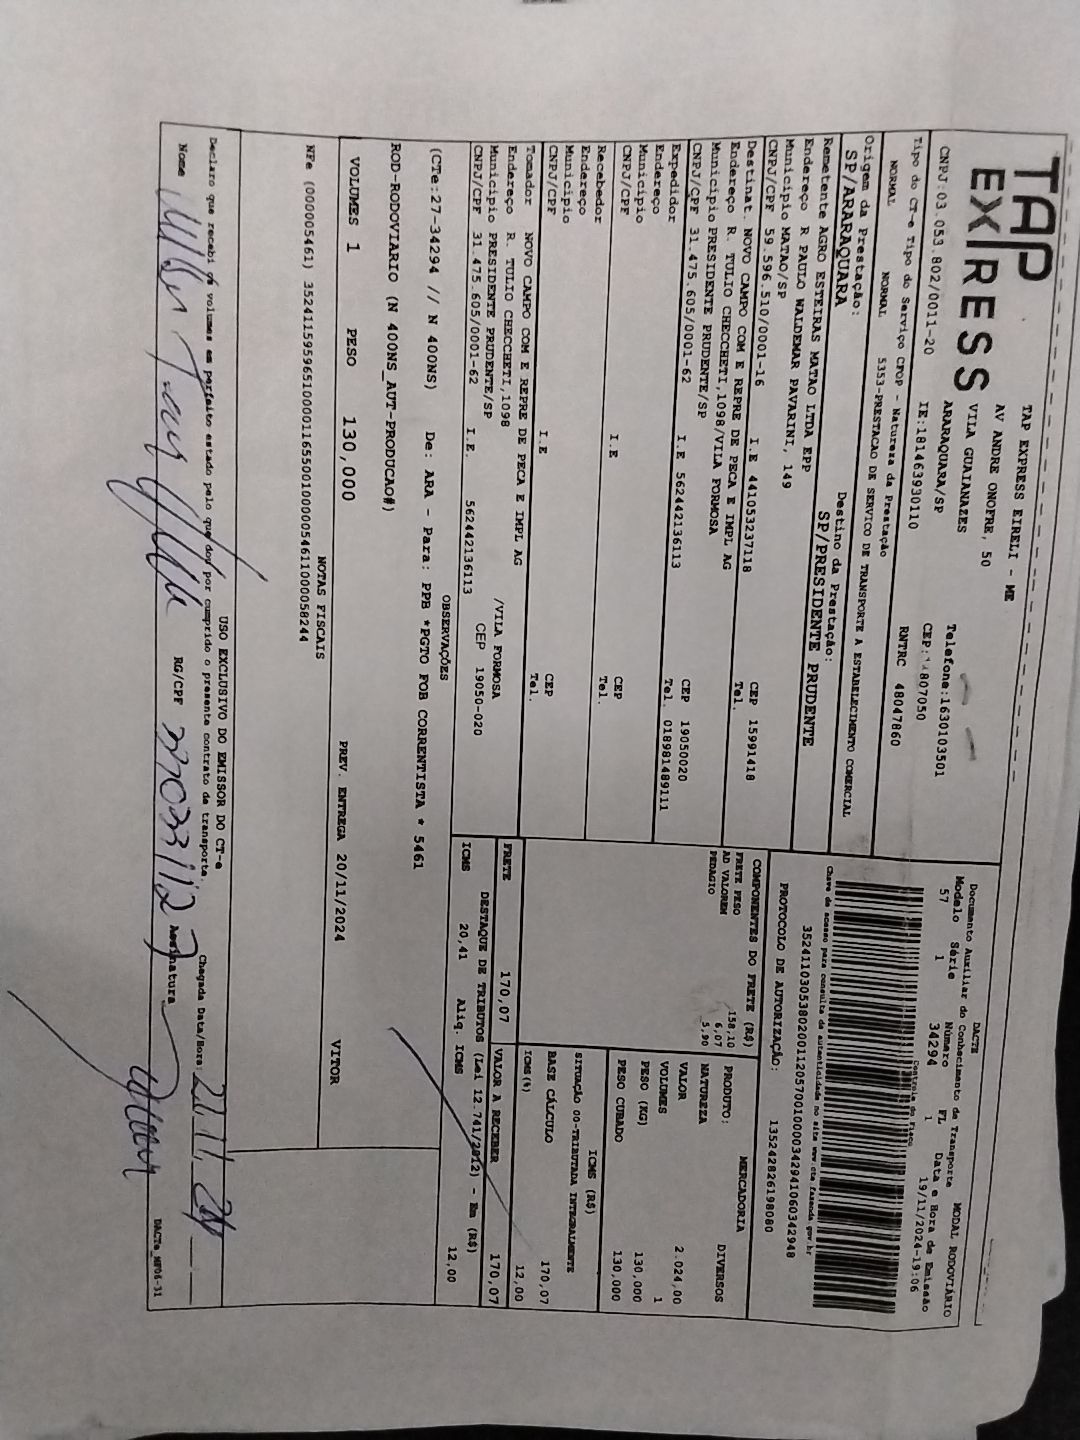 TAP
EXPRESS
TAP EXPRESS EIRELI - ME
AV ANDRE ONOFRE, 50
VILA GUAIANAZES
ARARAQUARA/SP
Telefone:1630103501
CNPJ:03.053.802/0011-20
IE:181463930110
807050
Tipo do CT-e Tipo do Serviço CFOP - Natureza da Prestação
RNTRC 48047860
NORMAL NORMAL 5353-PRESTACAO DE SERVICO DE TRANSPORTE A ESTABELECIMENTO COMERCIAL
Origem da Prestação: Destino da Prestação:
SP/ARARAQUARA SP/PRESIDENTE PRUDENTE
DACTE
Documento Auxiliar do Conhecimento de Transporte
MODAL RODOVIÁRIO
Modelo Série Número FL Data e Hora de Emissão
57 1 34294 1 19/11/2024-19:06
Controle do Fisco
Chave de acesso para consulta de autenticidade no site www.cte.fazenda.gov.br
35241103053802001120570010000342941060342948
PROTOCOLO DE AUTORIZAÇÃO: 135242826198080
Remetente AGRO ESTEIRAS MATAO LTDA EPP
Endereço R PAULO WALDEMAR PAVARINI, 149
Município MATAO/SP CEP 15991418
CNPJ/CPF 59.596.510/0001-16 I.E 441053237118 Tel.
Destinat. NOVO CAMPO COM E REPRE DE PECA E IMPL AG
Endereço R. TULIO CHECCHETI,1098/VILA FORMOSA
Município PRESIDENTE PRUDENTE/SP CEP 19050020
CNPJ/CPF 31.475.605/0001-62 I.E 562442136113 Tel. 018981489111
Expedidor
Endereço
Município CEP
CNPJ/CPF I.E Tel.
Recebedor
Endereço
Município CEP
CNPJ/CPF I.E Tel.
Tomador NOVO CAMPO COM E REPRE DE PECA E IMPL AG
Endereço R. TULIO CHECCHETI,1098 /VILA FORMOSA
Município PRESIDENTE PRUDENTE/SP CEP 19050-020
CNPJ/CPF 31.475.605/0001-62 I.E. 562442136113
COMPONENTES DO FRETE (R$)
FRETE PESO 158,10
AD VALOREM 6,07
PEDAGIO 5,90
MERCADORIA
PRODUTO: DIVERSOS
NATUREZA
VALOR 2.024,00
VOLUMES 1
PESO (KG) 130,000
PESO CUBADO 130,000
ICMS (R$)
SITUAÇÃO 00-TRIBUTADA INTEGRALMENTE
BASE CÁLCULO 170,07
ICMS(%) 12,00
FRETE 170,07 VALOR A RECEBER 170,07
DESTAQUE DE TRIBUTOS (Lei 12.741/2012) - Em (R$)
ICMS 20,41 Aliq. ICMS 12,00
OBSERVAÇÕES
(CTe:27-34294 // N 400NS) De: ARA - Para: PPB *PGTO FOB CORRENTISTA * 5461
ROD-RODOVIARIO (N 400NS_AUT-PRODUCAO#)
VOLUMES 1 PESO 130,000 PREV. ENTREGA 20/11/2024 VITOR
NOTAS FISCAIS
NFe (000005461) 35241159596510000116550010000054611000058244
USO EXCLUSIVO DO EMISSOR DO CT-e
Declaro que recebi os volumes em perfeito estado pelo que dou por cumprido o presente contrato de transporte.
Chegada Data/Hora:
Nome RG/CPF Assinatura
DACTe_MF06-31